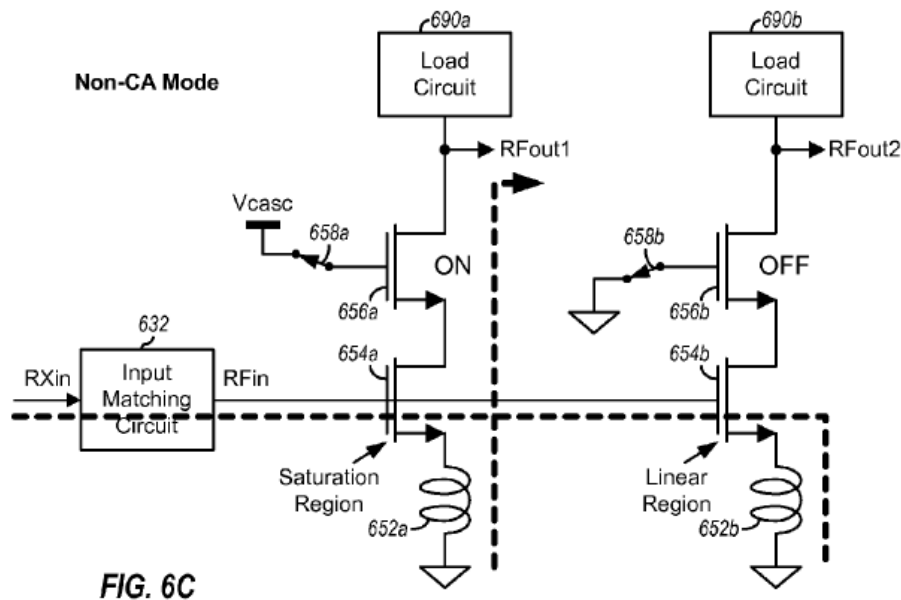 690a
690b
Load
Circuit
Load
Circuit
Non-CA Mode
RFout1
RFout2
Vcasc
658a
ON
658b
OFF
656a
656b
632
654a
654b
RXin
Input
Matching
Circuit
RFin
Saturation
Region
Linear
Region
652a
652b
FIG. 6C